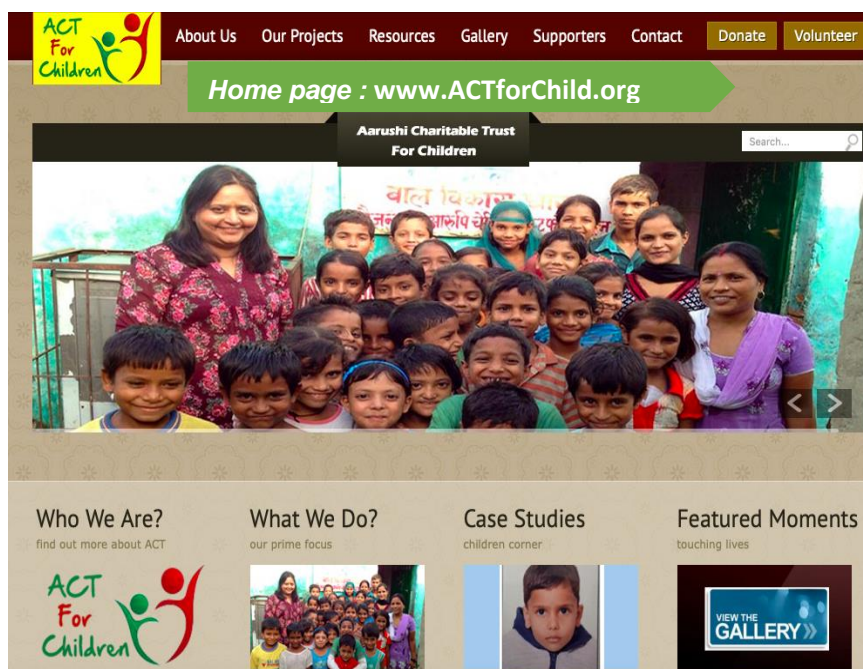 ACT
For
Children
About Us Our Projects Resources Gallery Supporters Contact Donate Volunteer
Home page : www.ACTforChild.org
Aarushi Charitable Trust
For Children
Search...
बाल विकास
Who We Are? What We Do? Case Studies Featured Moments
find out more about ACT our prime focus children corner touching lives
ACT
For
Children
VIEW THE
GALLERY